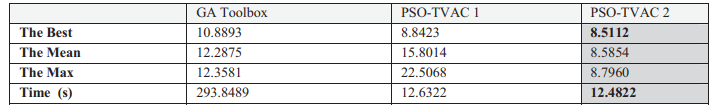 GA Toolbox PSO-TVAC 1 PSO-TVAC 2
The Best 10.8893 8.8423 8.5112
The Mean 12.2875 15.8014 8.5854
The Max 12.3581 22.5068 8.7960
Time (s) 293.8489 12.6322 12.4822